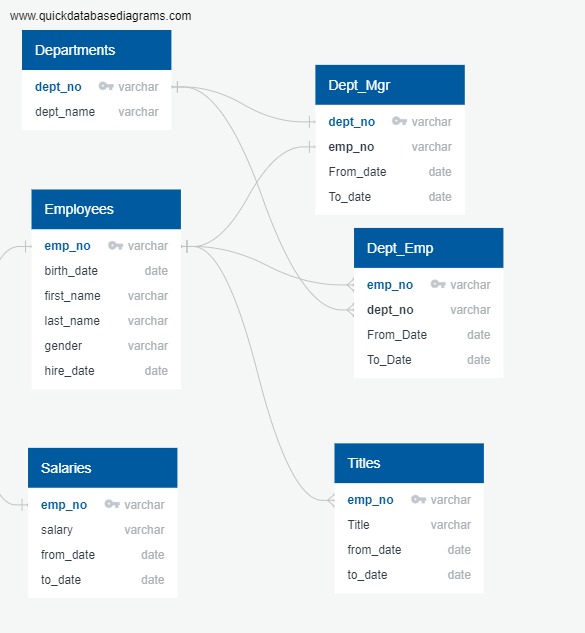 www.quickdatabasediagrams.com
Departments
dept_no varchar
dept_name varchar
Dept_Mgr
dept_no varchar
emp_no varchar
From_date date
To_date date
Employees
emp_no varchar
birth_date date
first_name varchar
last_name varchar
gender varchar
hire_date date
Dept_Emp
emp_no varchar
dept_no varchar
From_Date date
To_Date date
Salaries
emp_no varchar
salary varchar
from_date date
to_date date
Titles
emp_no varchar
Title varchar
from_date date
to_date date